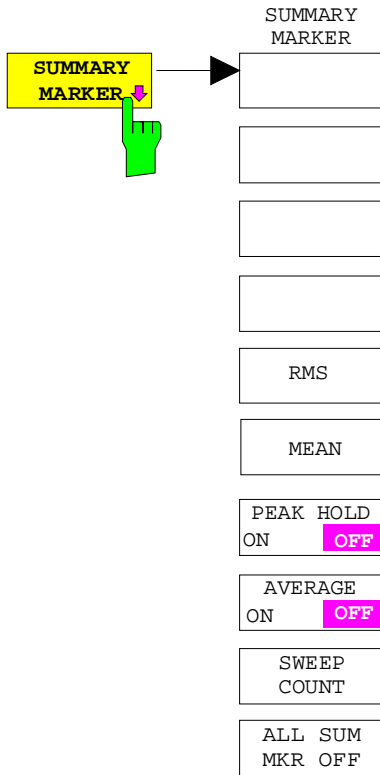 SUMMARY
MARKER
SUMMARY
MARKER
RMS
MEAN
PEAK HOLD
ON OFF
AVERAGE
ON OFF
SWEEP
COUNT
ALL SUM
MKR OFF